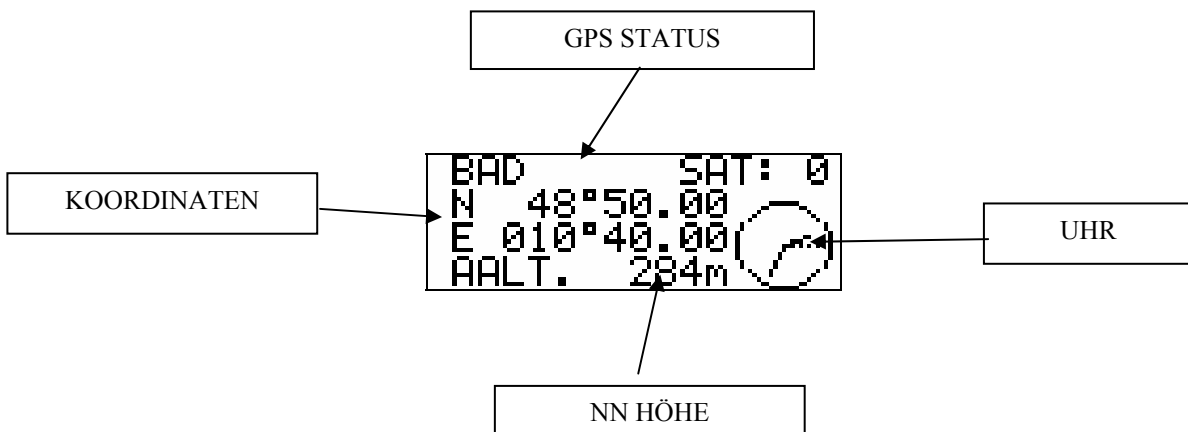 GPS STATUS
BAD SAT: 0
KOORDINATEN
N 48°50.00
E 010°40.00
UHR
AALT. 284m
NN HÖHE